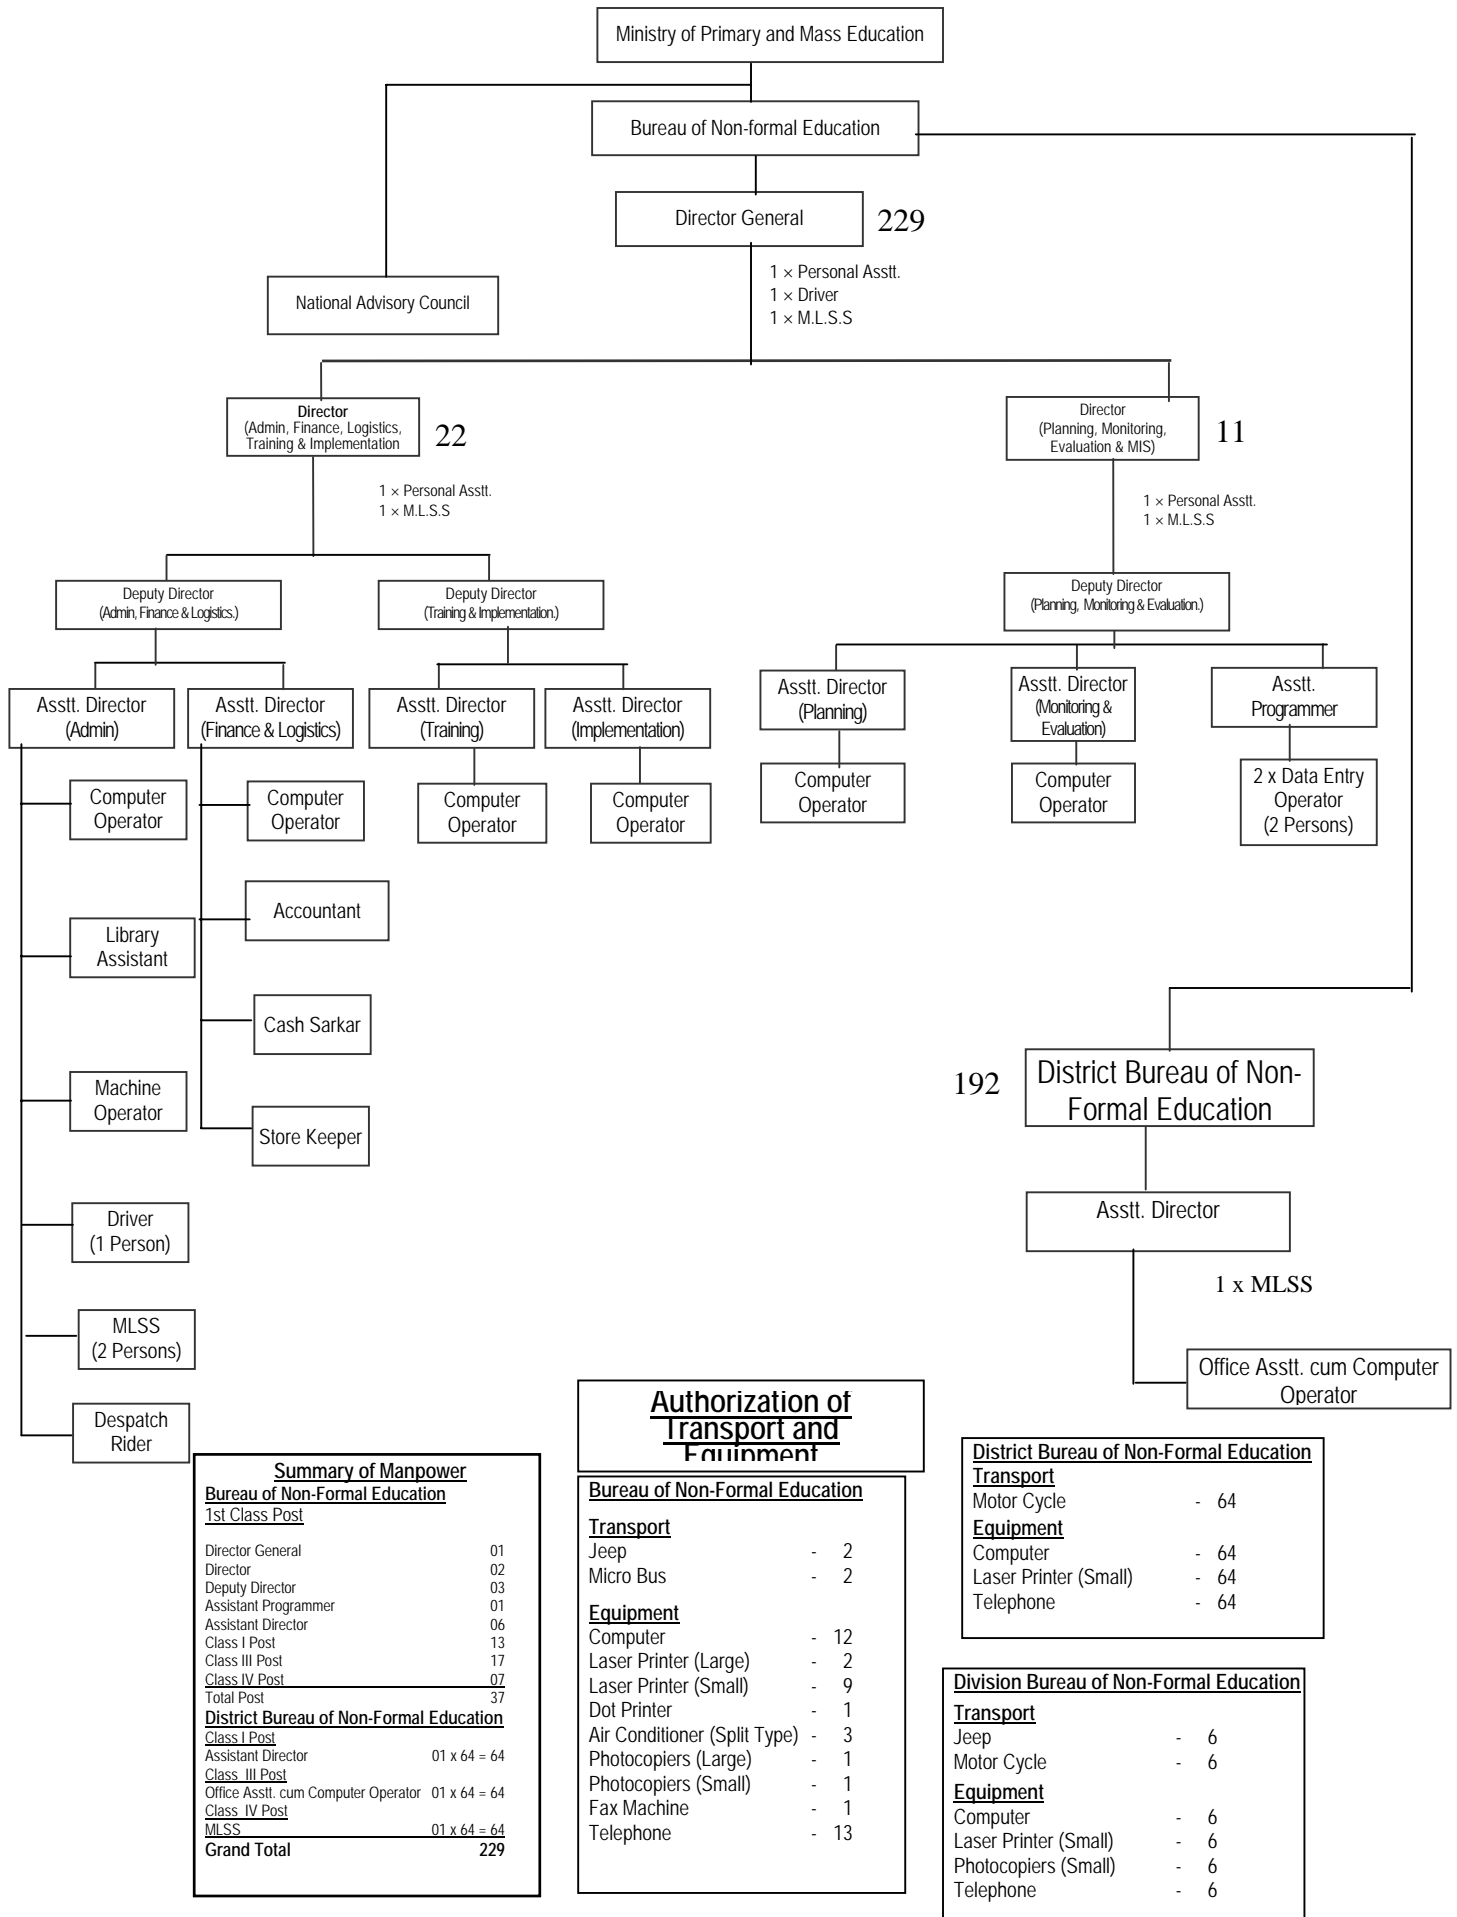 Ministry of Primary and Mass Education
Bureau of Non-formal Education
Director General
229
1 × Personal Asstt.
1 × Driver
1 × M.L.S.S
National Advisory Council
Director
(Admin, Finance, Logistics,
Training & Implementation
22
1 × Personal Asstt.
1 × M.L.S.S
Director
(Planning, Monitoring,
Evaluation & MIS)
11
1 × Personal Asstt.
1 × M.L.S.S
Deputy Director
(Admin, Finance & Logistics.)
Deputy Director
(Training & Implementation.)
Deputy Director
(Planning, Monitoring & Evaluation.)
Asstt. Director
(Admin)
Asstt. Director
(Finance & Logistics)
Asstt. Director
(Training)
Asstt. Director
(Implementation)
Asstt. Director
(Planning)
Asstt. Director
(Monitoring &
Evaluation)
Asstt.
Programmer
Computer
Operator
Computer
Operator
Computer
Operator
Computer
Operator
Computer
Operator
Computer
Operator
2 x Data Entry
Operator
(2 Persons)
Library
Assistant
Accountant
Machine
Operator
Cash Sarkar
Store Keeper
Driver
(1 Person)
MLSS
(2 Persons)
Despatch
Rider
192
District Bureau of Non-
Formal Education
Asstt. Director
1 x MLSS
Office Asstt. cum Computer
Operator
Summary of Manpower
Bureau of Non-Formal Education
1st Class Post
Director General 01
Director 02
Deputy Director 03
Assistant Programmer 01
Assistant Director 06
Class I Post 13
Class III Post 17
Class IV Post 07
Total Post 37
District Bureau of Non-Formal Education
Class I Post
Assistant Director 01 x 64 = 64
Class III Post
Office Asstt. cum Computer Operator 01 x 64 = 64
Class IV Post
MLSS 01 x 64 = 64
Grand Total 229
Authorization of
Transport and
Equipment
Bureau of Non-Formal Education
Transport
Jeep - 2
Micro Bus - 2
Equipment
Computer - 12
Laser Printer (Large) - 2
Laser Printer (Small) - 9
Dot Printer - 1
Air Conditioner (Split Type) - 3
Photocopiers (Large) - 1
Photocopiers (Small) - 1
Fax Machine - 1
Telephone - 13
District Bureau of Non-Formal Education
Transport
Motor Cycle - 64
Equipment
Computer - 64
Laser Printer (Small) - 64
Telephone - 64
Division Bureau of Non-Formal Education
Transport
Jeep - 6
Motor Cycle - 6
Equipment
Computer - 6
Laser Printer (Small) - 6
Photocopiers (Small) - 6
Telephone - 6